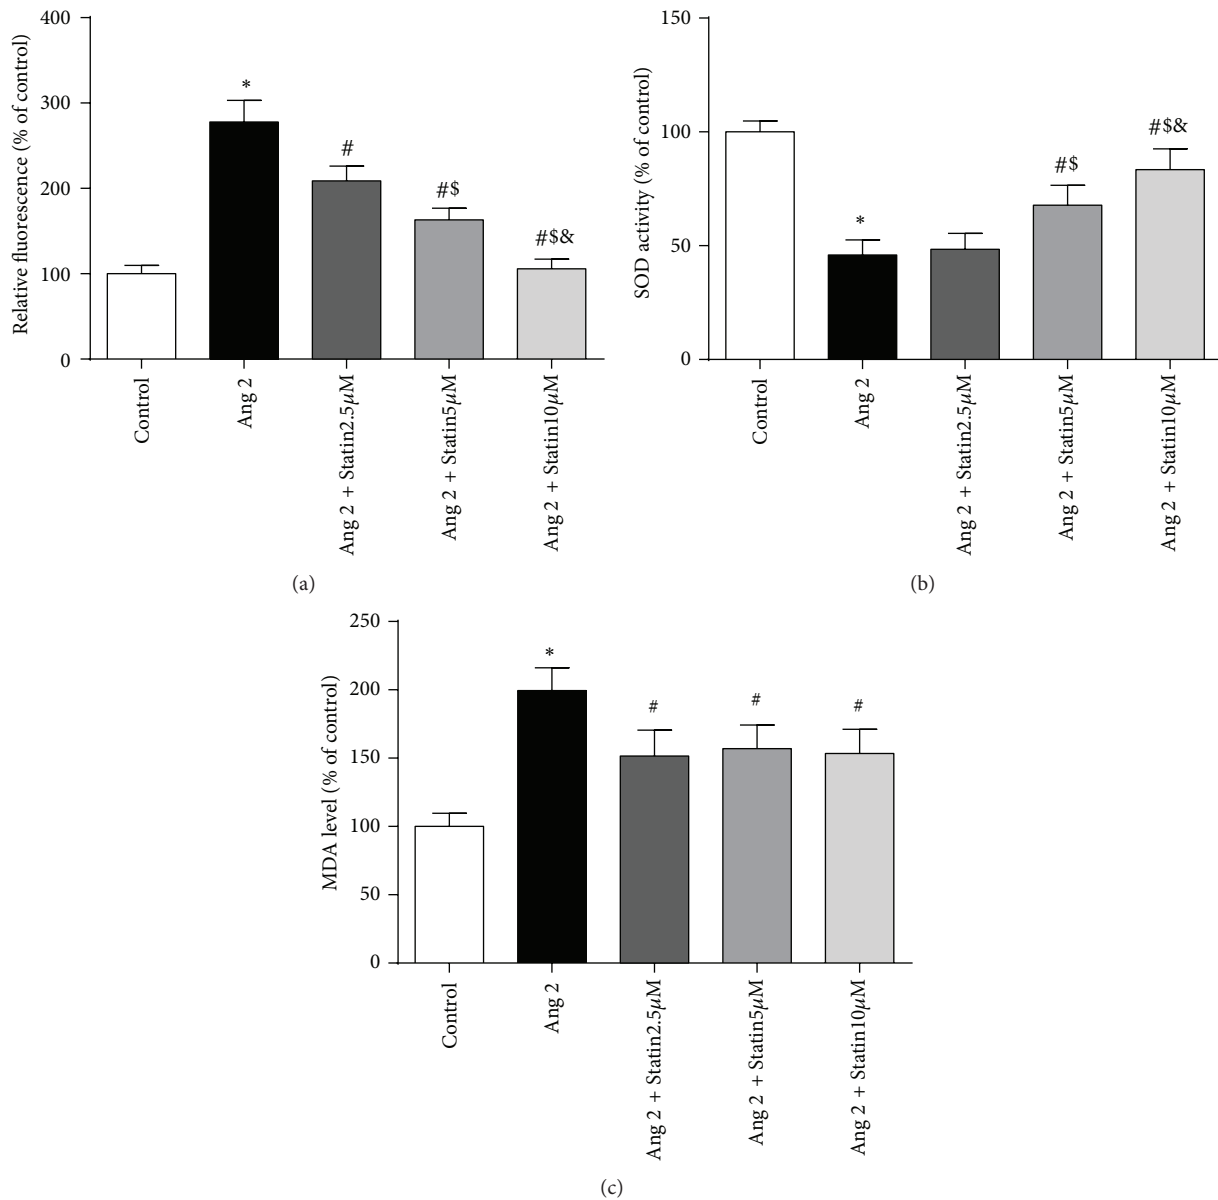 Relative fluorescence (% of control)
400
300
200
100
0
*
#
#$
#$&
Control
Ang 2
Ang 2 + Statin2.5μM
Ang 2 + Statin5μM
Ang 2 + Statin10μM
(a)
SOD activity (% of control)
150
100
50
0
*
#$
#$&
Control
Ang 2
Ang 2 + Statin2.5μM
Ang 2 + Statin5μM
Ang 2 + Statin10μM
(b)
MDA level (% of control)
250
200
150
100
50
0
*
#
#
#
Control
Ang 2
Ang 2 + Statin2.5μM
Ang 2 + Statin5μM
Ang 2 + Statin10μM
(c)